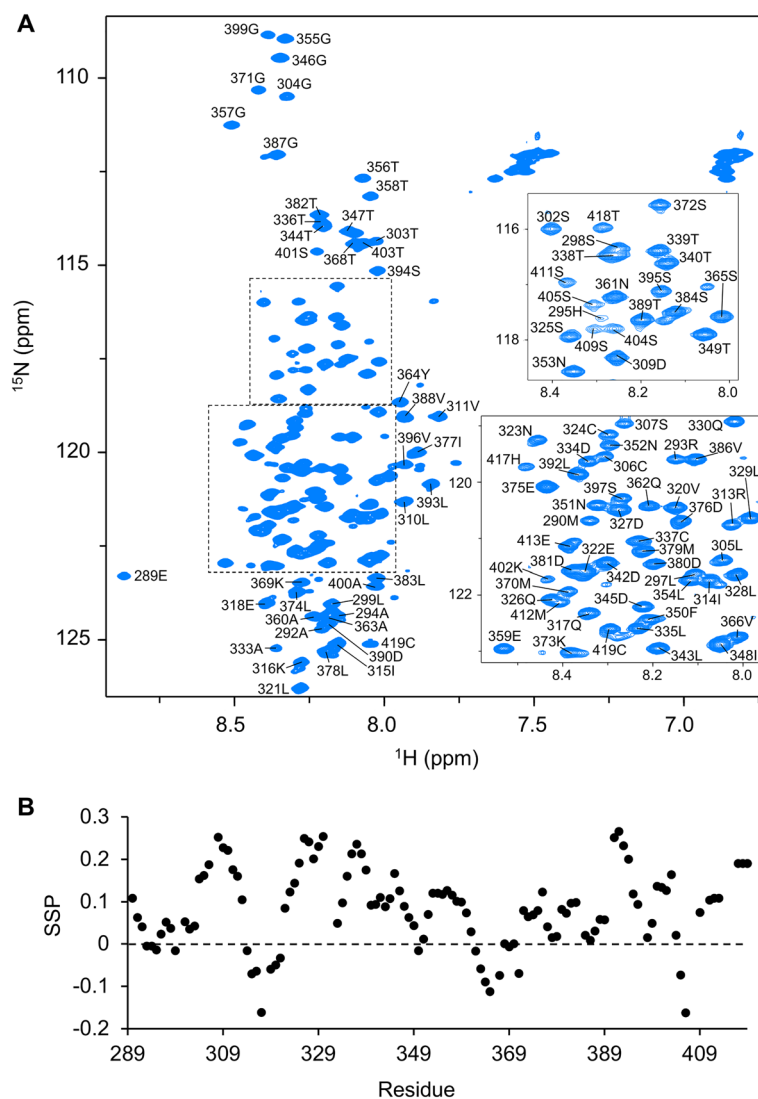 A
399G
355G
346G
371G
304G
357G
387G
356T
358T
382T
336T
347T
344T
303T
401S
368T
403T
394S
364Y
388V
311V
396V
377I
393L
310L
289E
369K
383L
400A
318E
374L
299L
294A
360A
363A
292A
333A
390D
419C
316K
378L
315I
321L
110
115
120
125
8.5
8.0
7.5
7.0
15N (ppm)
1H (ppm)
372S
302S
418T
116
298S
339T
338T
340T
411S
361N
395S
365S
405S
389T
384S
295H
118
325S
409S
404S
349T
353N
309D
8.4
8.2
8.0
324C
307S
330Q
323N
334D
352N
293R
386V
417H
306C
392L
329L
120
375E
397S
362Q
320V
313R
351N
376D
290M
327D
337C
413E
379M
322E
305L
381D
380D
402K
342D
297L
328L
370M
354L
314I
122
326Q
345D
350F
412M
366V
317Q
335L
359E
373K
419C
343L
348I
8.4
8.2
8.0
B
0.3
0.2
0.1
0
-0.1
-0.2
SSP
289
309
329
349
369
389
409
Residue